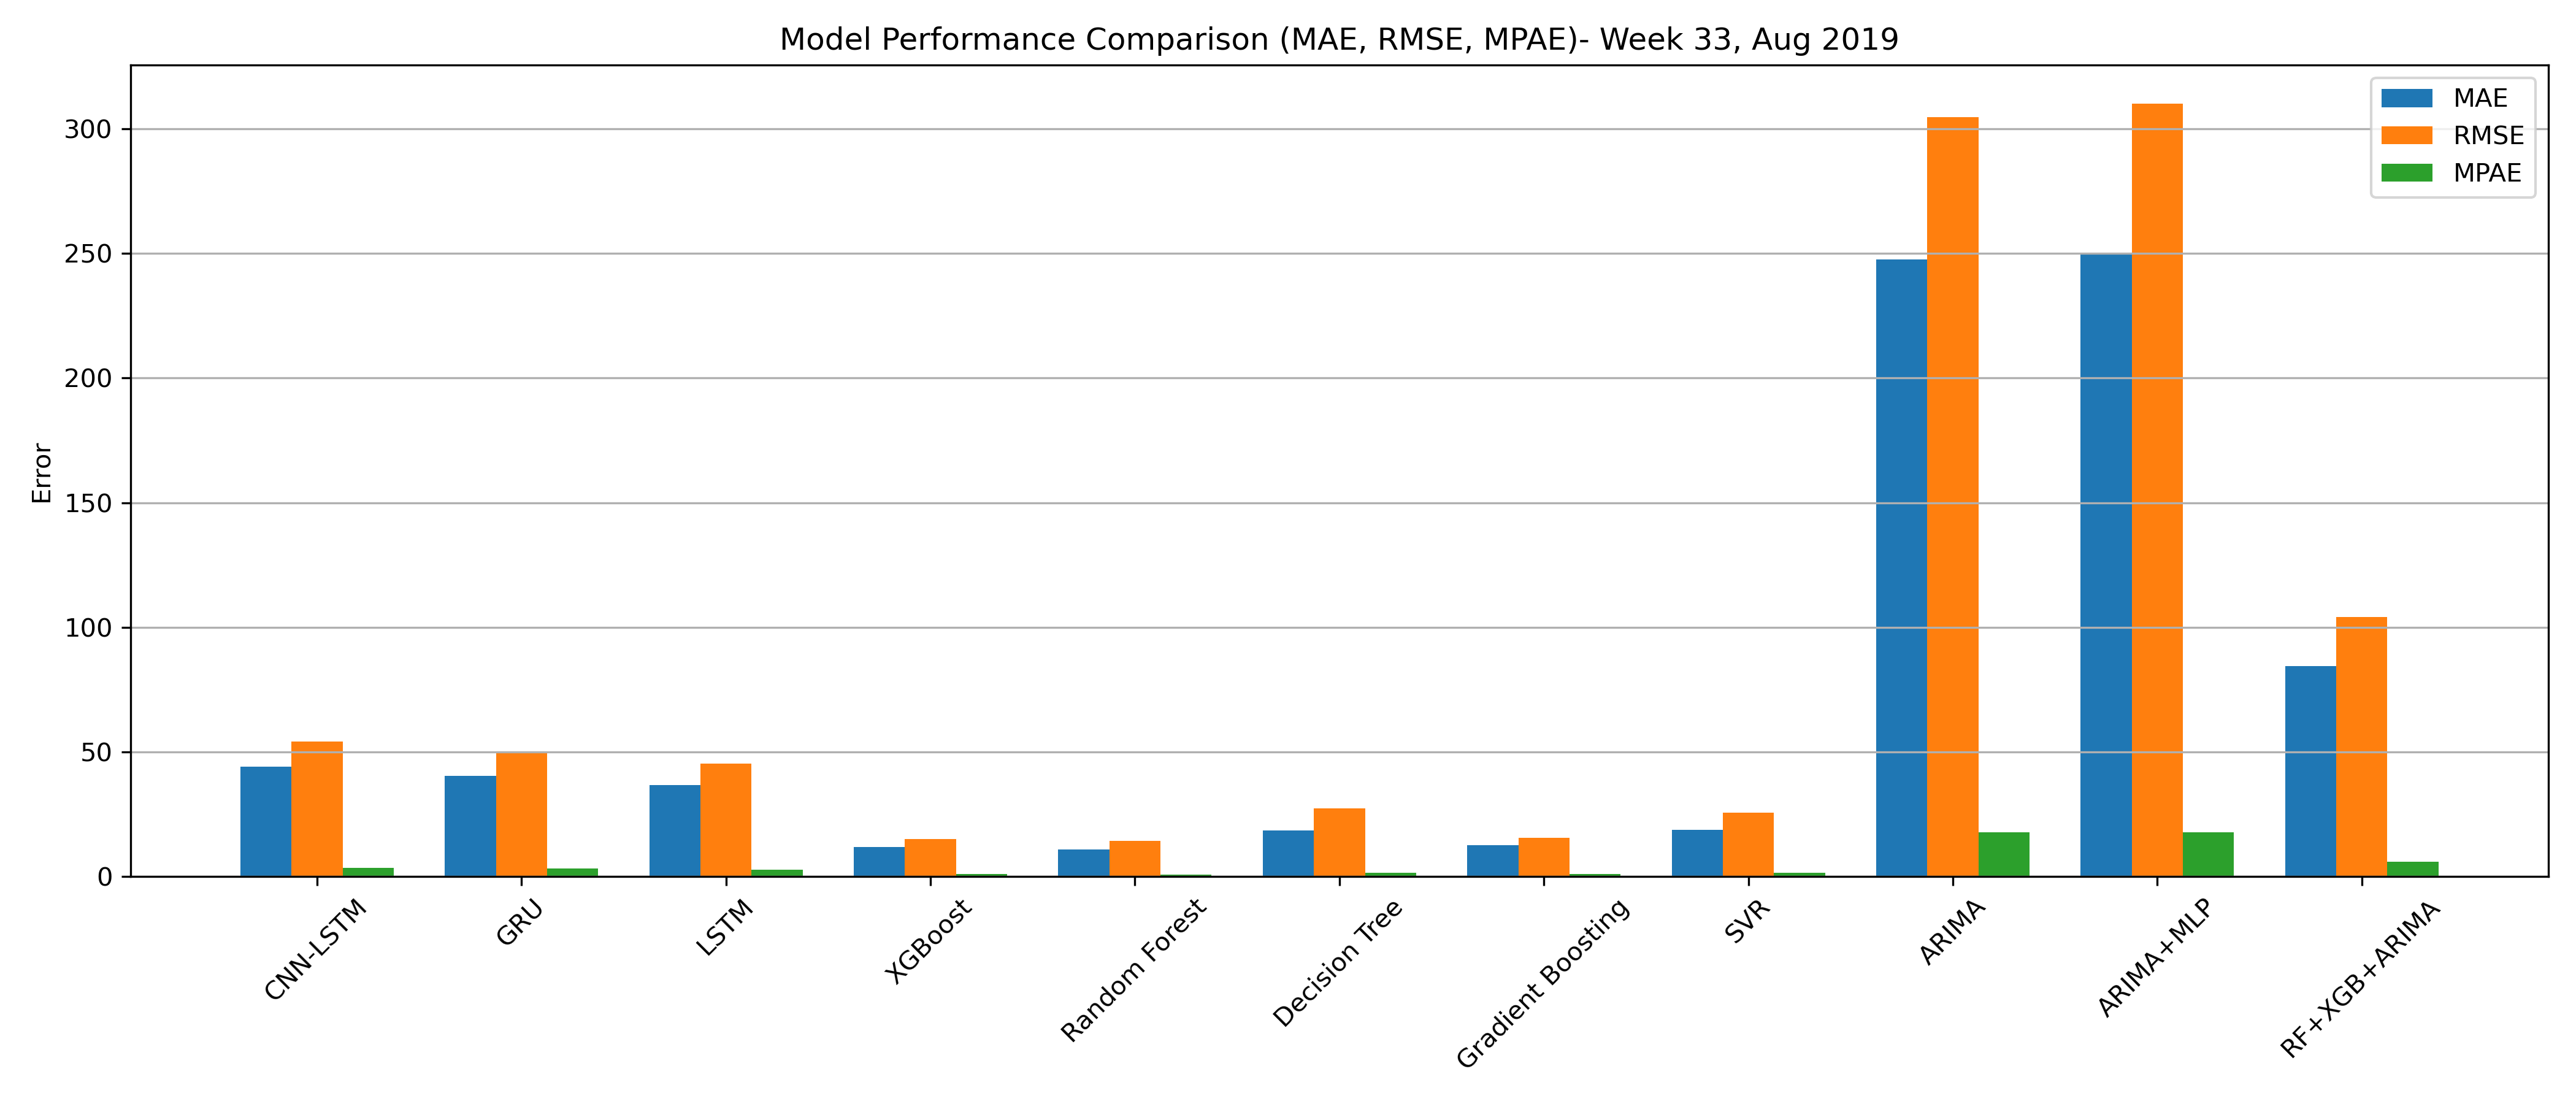 Model Performance Comparison (MAE, RMSE, MPAE)- Week 33, Aug 2019
MAE
RMSE
MPAE
Error
300
250
200
150
100
50
0
CNN-LSTM
GRU
LSTM
XGBoost
Random Forest
Decision Tree
Gradient Boosting
SVR
ARIMA
ARIMA+MLP
RF+XGB+ARIMA